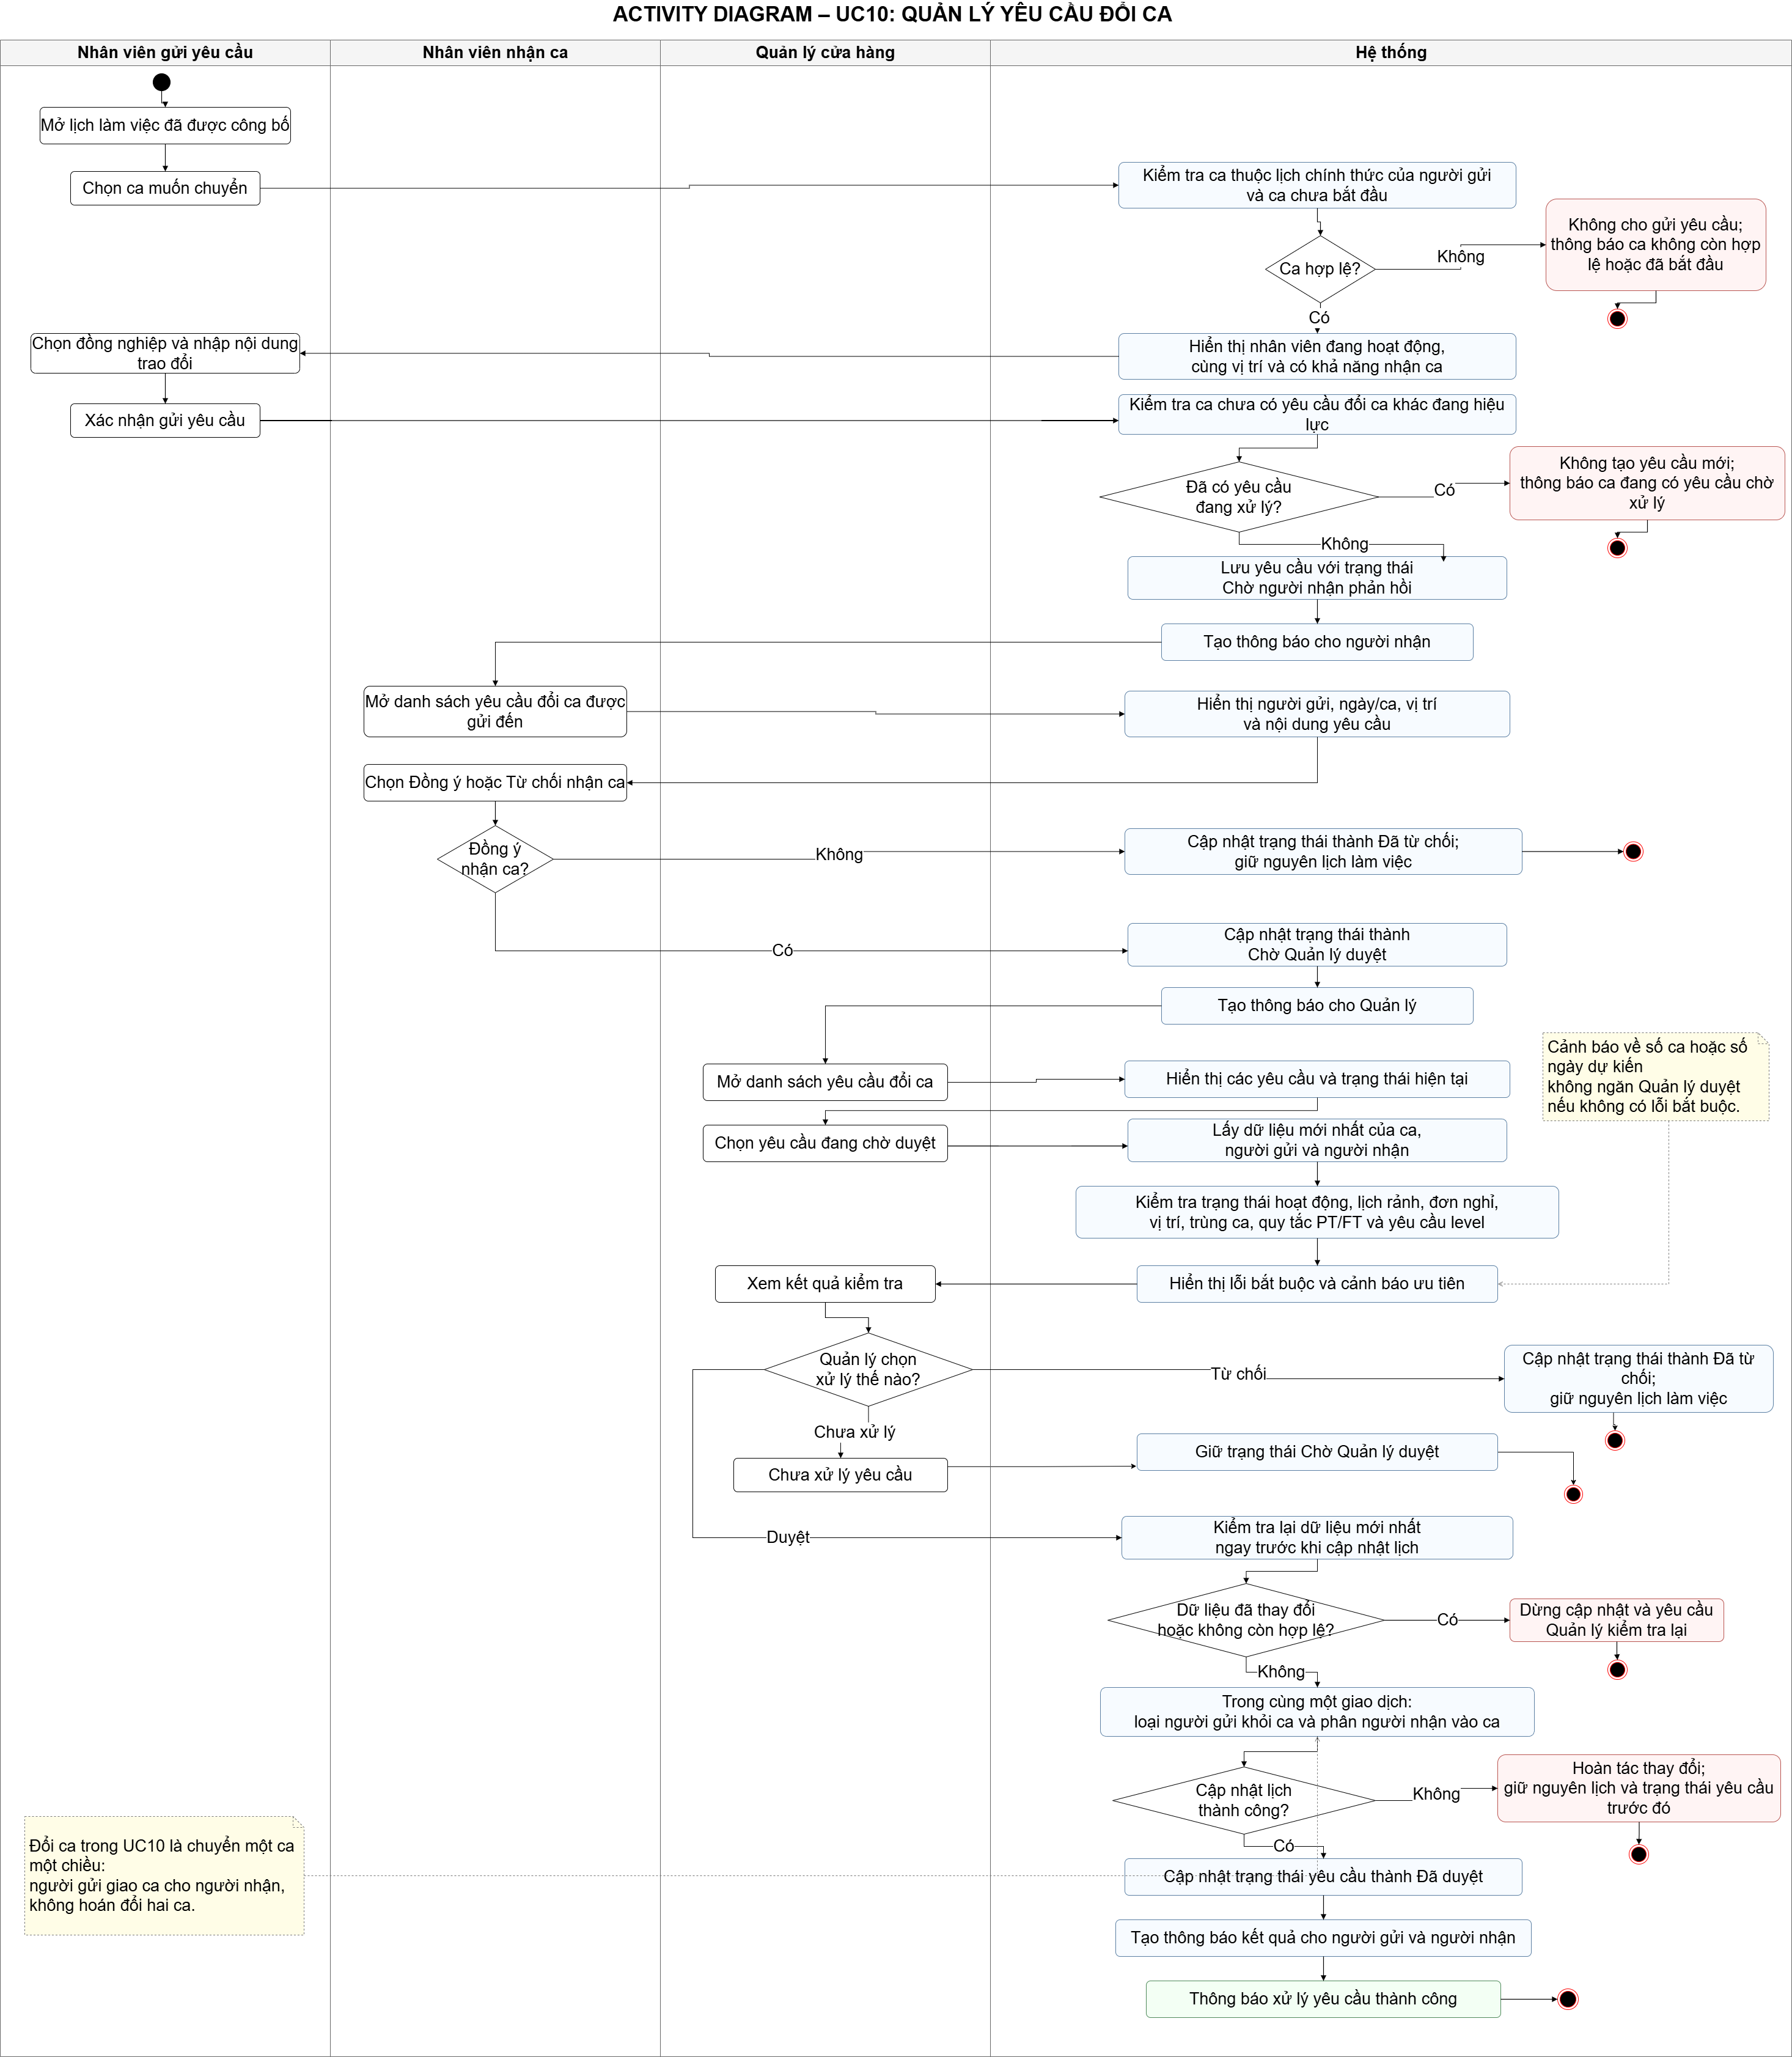 ACTIVITY DIAGRAM – UC10: QUẢN LÝ YÊU CẦU ĐỔI CA
Nhân viên gửi yêu cầu
Nhân viên nhận ca
Quản lý cửa hàng
Hệ thống
Mở lịch làm việc đã được công bố
Chọn ca muốn chuyển
Kiểm tra ca thuộc lịch chính thức của người gửi
và ca chưa bắt đầu
Ca hợp lệ?
Không
Không cho gửi yêu cầu;
thông báo ca không còn hợp
lệ hoặc đã bắt đầu
Có
Hiển thị nhân viên đang hoạt động,
cùng vị trí và có khả năng nhận ca
Chọn đồng nghiệp và nhập nội dung
trao đổi
Xác nhận gửi yêu cầu
Kiểm tra ca chưa có yêu cầu đổi ca khác đang hiệu
lực
Đã có yêu cầu
đang xử lý?
Có
Không tạo yêu cầu mới;
thông báo ca đang có yêu cầu chờ
xử lý
Không
Lưu yêu cầu với trạng thái
Chờ người nhận phản hồi
Tạo thông báo cho người nhận
Mở danh sách yêu cầu đổi ca được
gửi đến
Hiển thị người gửi, ngày/ca, vị trí
và nội dung yêu cầu
Chọn Đồng ý hoặc Từ chối nhận ca
Đồng ý
nhận ca?
Không
Cập nhật trạng thái thành Đã từ chối;
giữ nguyên lịch làm việc
Có
Cập nhật trạng thái thành
Chờ Quản lý duyệt
Tạo thông báo cho Quản lý
Cảnh báo về số ca hoặc số
ngày dự kiến
không ngăn Quản lý duyệt
nếu không có lỗi bắt buộc.
Mở danh sách yêu cầu đổi ca
Hiển thị các yêu cầu và trạng thái hiện tại
Chọn yêu cầu đang chờ duyệt
Lấy dữ liệu mới nhất của ca,
người gửi và người nhận
Kiểm tra trạng thái hoạt động, lịch rảnh, đơn nghỉ,
vị trí, trùng ca, quy tắc PT/FT và yêu cầu level
Xem kết quả kiểm tra
Hiển thị lỗi bắt buộc và cảnh báo ưu tiên
Quản lý chọn
xử lý thế nào?
Từ chối
Cập nhật trạng thái thành Đã từ
chối;
giữ nguyên lịch làm việc
Chưa xử lý
Chưa xử lý yêu cầu
Giữ trạng thái Chờ Quản lý duyệt
Duyệt
Kiểm tra lại dữ liệu mới nhất
ngay trước khi cập nhật lịch
Dữ liệu đã thay đổi
hoặc không còn hợp lệ?
Có
Dừng cập nhật và yêu cầu
Quản lý kiểm tra lại
Không
Trong cùng một giao dịch:
loại người gửi khỏi ca và phân người nhận vào ca
Cập nhật lịch
thành công?
Không
Hoàn tác thay đổi;
giữ nguyên lịch và trạng thái yêu cầu
trước đó
Có
Đổi ca trong UC10 là chuyển một ca
một chiều:
người gửi giao ca cho người nhận,
không hoán đổi hai ca.
Cập nhật trạng thái yêu cầu thành Đã duyệt
Tạo thông báo kết quả cho người gửi và người nhận
Thông báo xử lý yêu cầu thành công